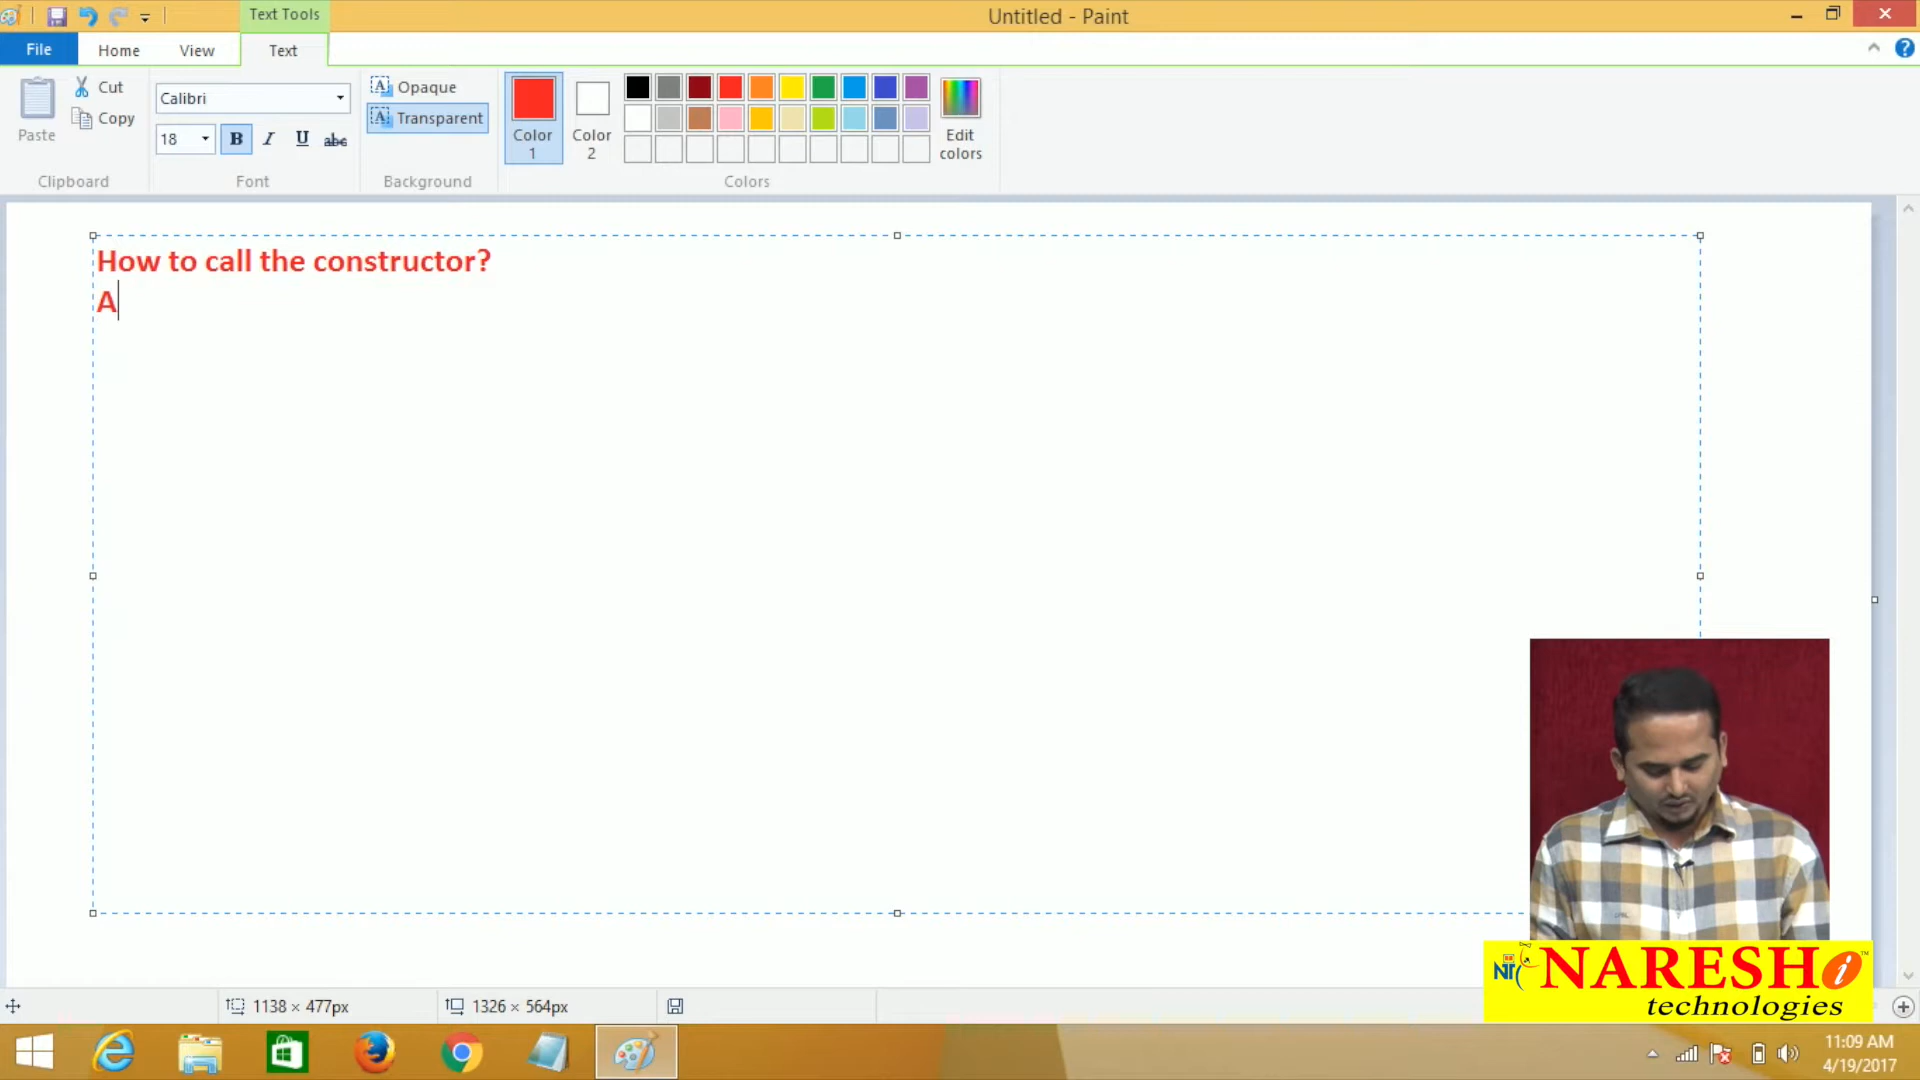 Text Tools
Untitled - Paint
File
Home
View
Text
Paste
Cut
Copy
Clipboard
Calibri
18
B
I
U
abc
Font
Opaque
Transparent
Background
Color
1
Color
2
Edit
colors
Colors
How to call the constructor?
A
NARESH i
technologies
1138 × 477px
1326 × 564px
11:09 AM
4/19/2017